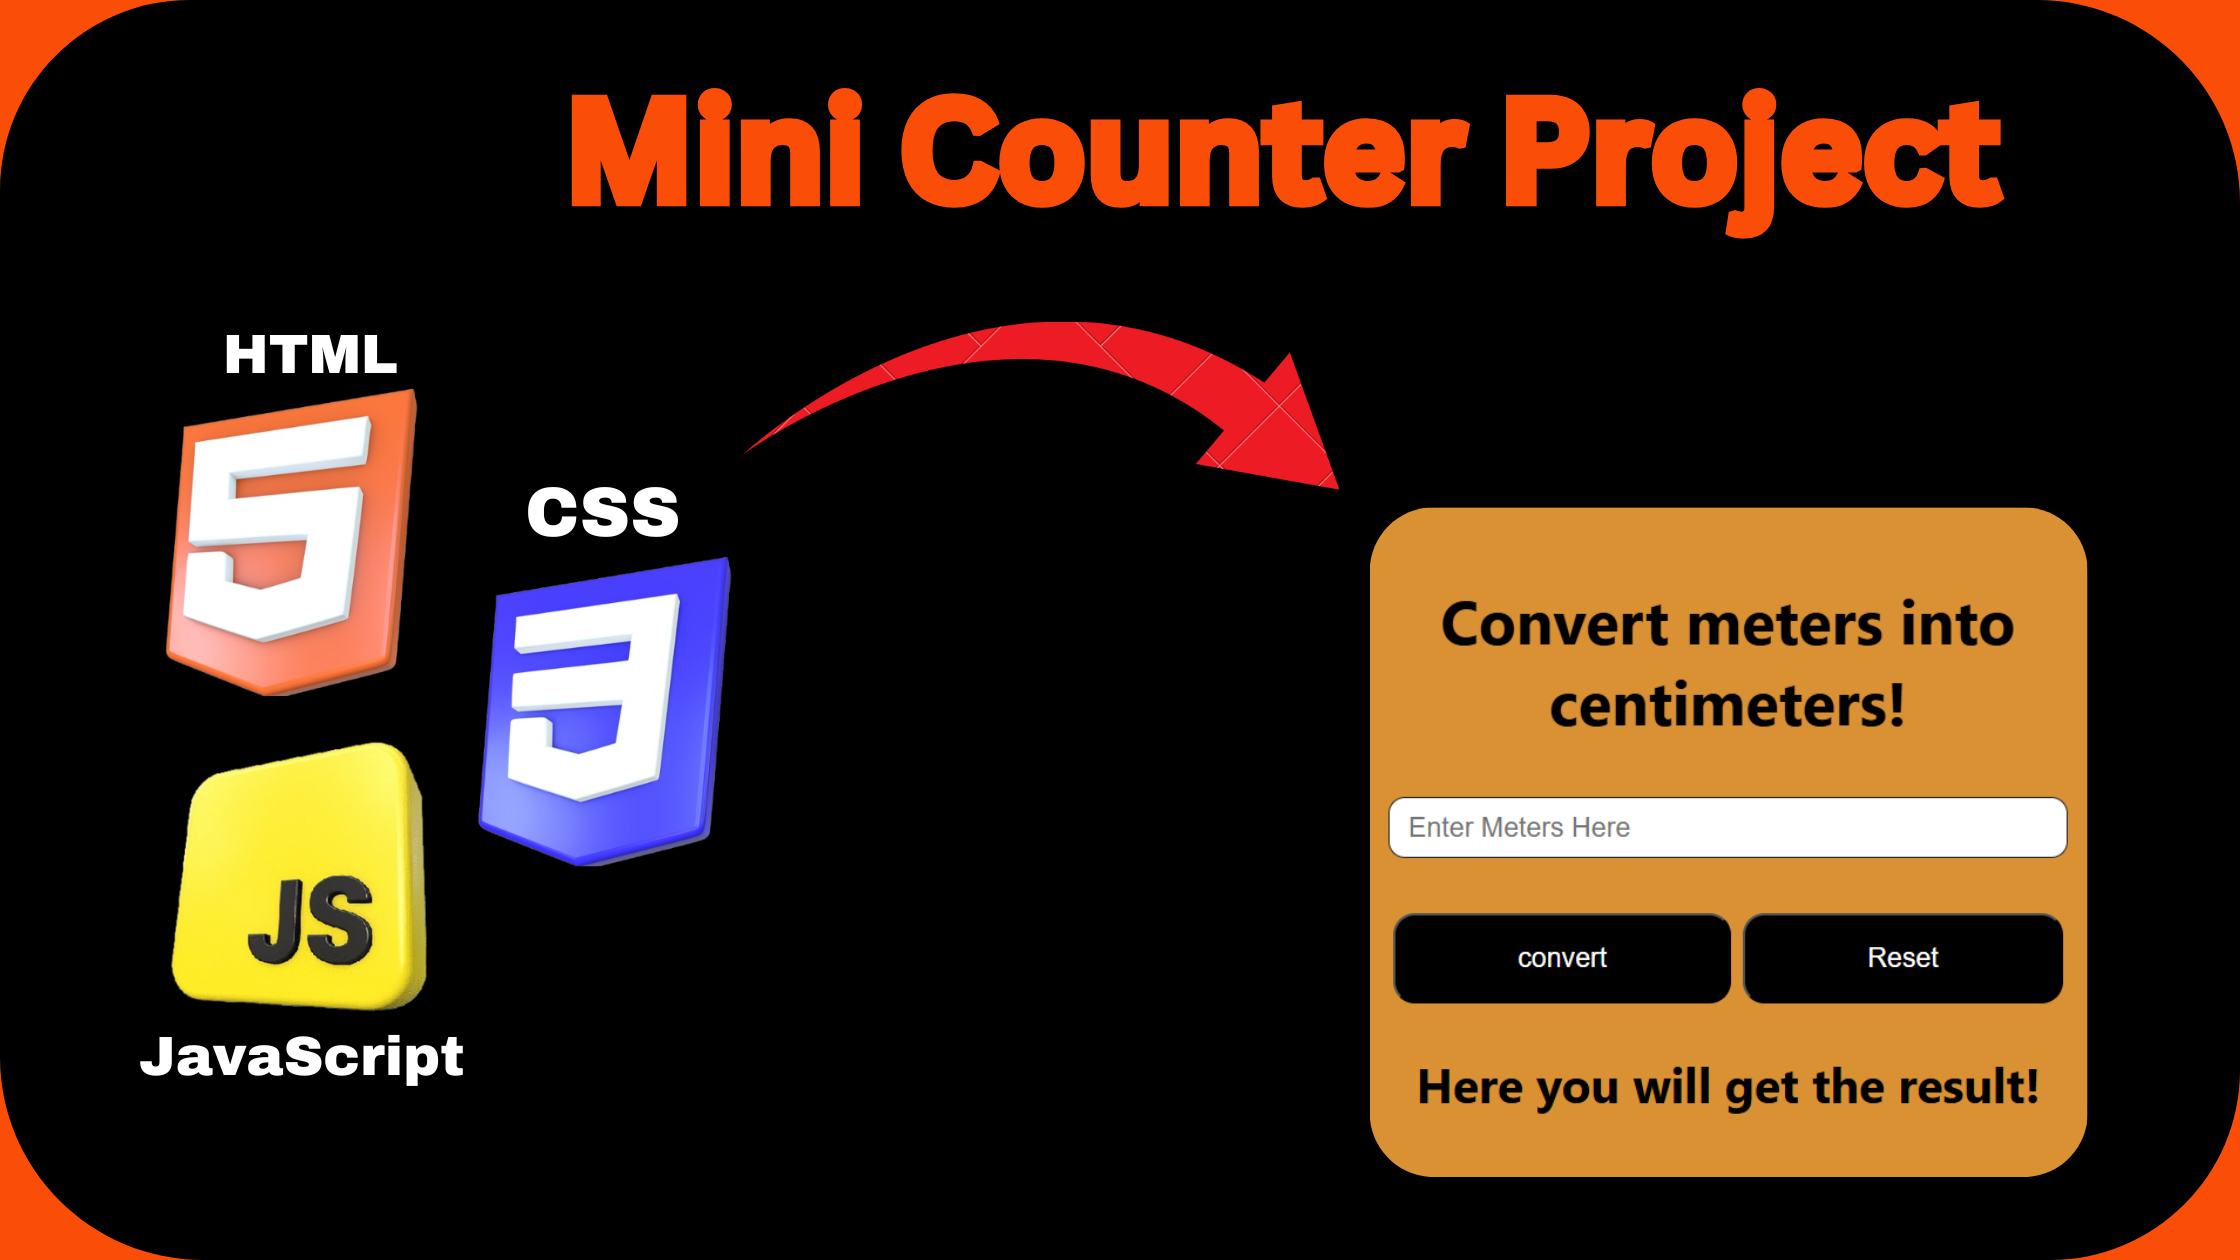 Mini Counter Project
HTML
5
CSS
3
JS
JavaScript
Convert meters into
centimeters!
Enter Meters Here
convert
Reset
Here you will get the result!